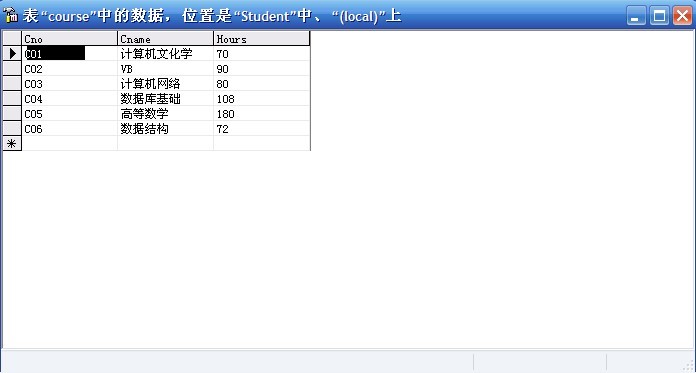 表“course”中的数据，位置是“Student”中、“(local)”上
Cno Cname Hours
C01 计算机文化学 70
C02 VB 90
C03 计算机网络 80
C04 数据库基础 108
C05 高等数学 180
C06 数据结构 72